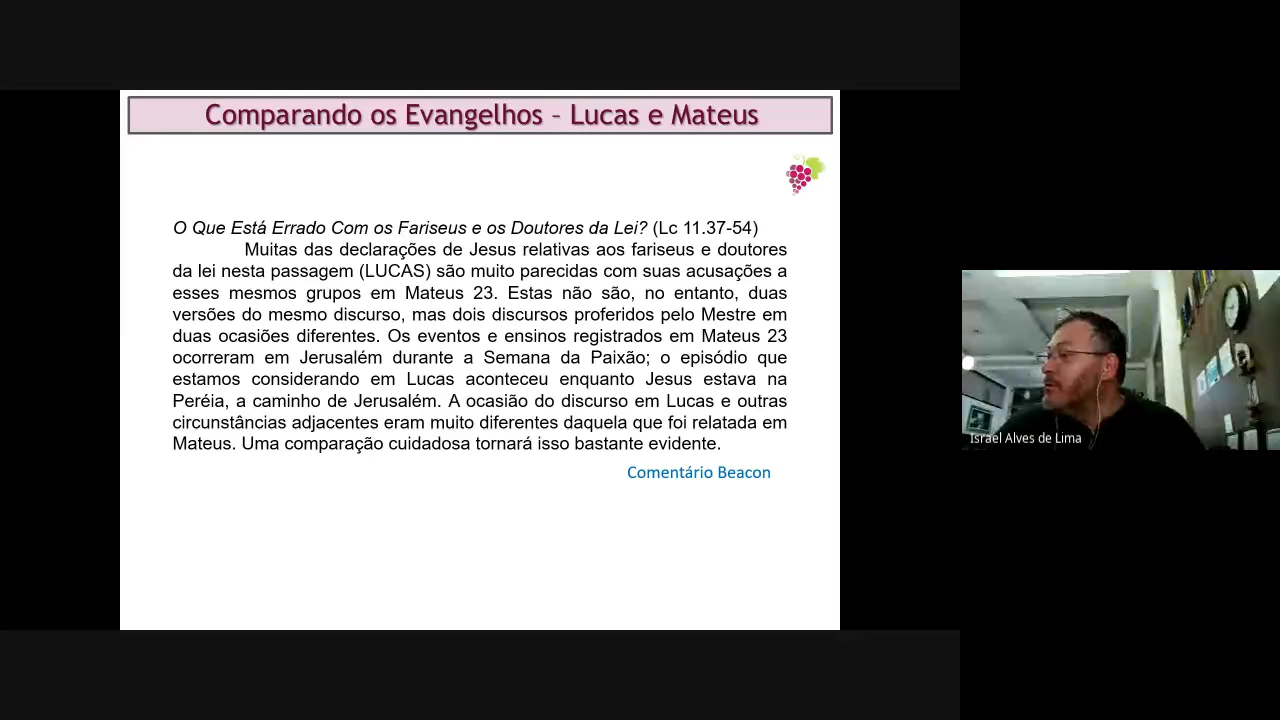 Comparando os Evangelhos – Lucas e Mateus
O Que Está Errado Com os Fariseus e os Doutores da Lei? (Lc 11.37-54)
Muitas das declarações de Jesus relativas aos fariseus e doutores
da lei nesta passagem (LUCAS) são muito parecidas com suas acusações a
esses mesmos grupos em Mateus 23. Estas não são, no entanto, duas
versões do mesmo discurso, mas dois discursos proferidos pelo Mestre em
duas ocasiões diferentes. Os eventos e ensinos registrados em Mateus 23
ocorreram em Jerusalém durante a Semana da Paixão; o episódio que
estamos considerando em Lucas aconteceu enquanto Jesus estava na
Peréia, a caminho de Jerusalém. A ocasião do discurso em Lucas e outras
circunstâncias adjacentes eram muito diferentes daquela que foi relatada em
Mateus. Uma comparação cuidadosa tornará isso bastante evidente.
Comentário Beacon
Israel Alves de Lima